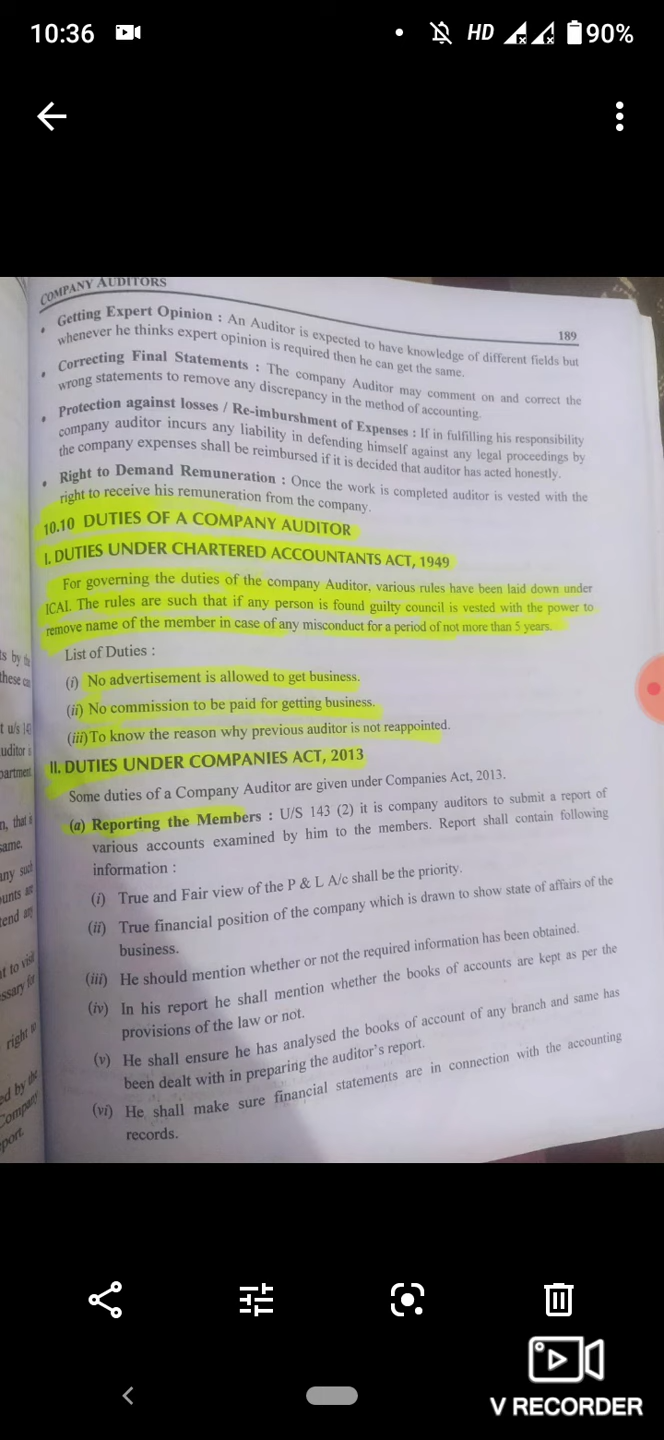 10:36
HD
90%
COMPANY AUDITORS
189
• Getting Expert Opinion : An Auditor is expected to have knowledge of different fields but
whenever he thinks expert opinion is required then he can get the same.
• Correcting Final Statements : The company Auditor may comment on and correct the
wrong statements to remove any discrepancy in the method of accounting.
• Protection against losses / Re-imburshment of Expenses : If in fulfilling his responsibility
company auditor incurs any liability in defending himself against any legal proceedings by
the company expenses shall be reimbursed if it is decided that auditor has acted honestly.
• Right to Demand Remuneration : Once the work is completed auditor is vested with the
right to receive his remuneration from the company.
10.10 DUTIES OF A COMPANY AUDITOR
I. DUTIES UNDER CHARTERED ACCOUNTANTS ACT, 1949
For governing the duties of the company Auditor, various rules have been laid down under
ICAI. The rules are such that if any person is found guilty council is vested with the power to
remove name of the member in case of any misconduct for a period of not more than 5 years.
List of Duties :
(i) No advertisement is allowed to get business.
(ii) No commission to be paid for getting business.
(iii) To know the reason why previous auditor is not reappointed.
II. DUTIES UNDER COMPANIES ACT, 2013
Some duties of a Company Auditor are given under Companies Act, 2013.
(a) Reporting the Members : U/S 143 (2) it is company auditors to submit a report of
various accounts examined by him to the members. Report shall contain following
information :
(i) True and Fair view of the P & L A/c shall be the priority.
(ii) True financial position of the company which is drawn to show state of affairs of the
business.
(iii) He should mention whether or not the required information has been obtained.
(iv) In his report he shall mention whether the books of accounts are kept as per the
provisions of the law or not.
(v) He shall ensure he has analysed the books of account of any branch and same has
been dealt with in preparing the auditor's report.
(vi) He shall make sure financial statements are in connection with the accounting
records.
V RECORDER